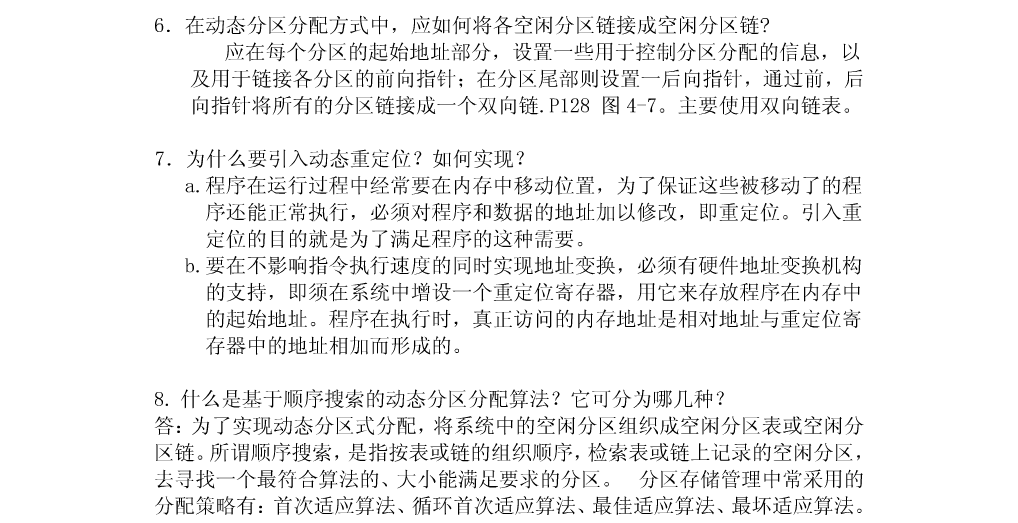 6. 在动态分区分配方式中，应如何将各空闲分区链接成空闲分区链?
应在每个分区的起始地址部分，设置一些用于控制分区分配的信息，以
及用于链接各分区的前向指针；在分区尾部则设置一后向指针，通过前，后
向指针将所有的分区链接成一个双向链.P128 图4-7。主要使用双向链表。
7. 为什么要引入动态重定位？如何实现？
a.程序在运行过程中经常要在内存中移动位置，为了保证这些被移动了的程
序还能正常执行，必须对程序和数据的地址加以修改，即重定位。引入重
定位的目的就是为了满足程序的这种需要。
b.要在不影响指令执行速度的同时实现地址变换，必须有硬件地址变换机构
的支持，即须在系统中增设一个重定位寄存器，用它来存放程序在内存中
的起始地址。程序在执行时，真正访问的内存地址是相对地址与重定位寄
存器中的地址相加而形成的。
8. 什么是基于顺序搜索的动态分区分配算法？它可分为哪几种？
答：为了实现动态分区式分配，将系统中的空闲分区组织成空闲分区表或空闲分
区链。所谓顺序搜索，是指按表或链的组织顺序，检索表或链上记录的空闲分区，
去寻找一个最符合算法的、大小能满足要求的分区。 分区存储管理中常采用的
分配策略有：首次适应算法、循环首次适应算法、最佳适应算法、最坏适应算法。